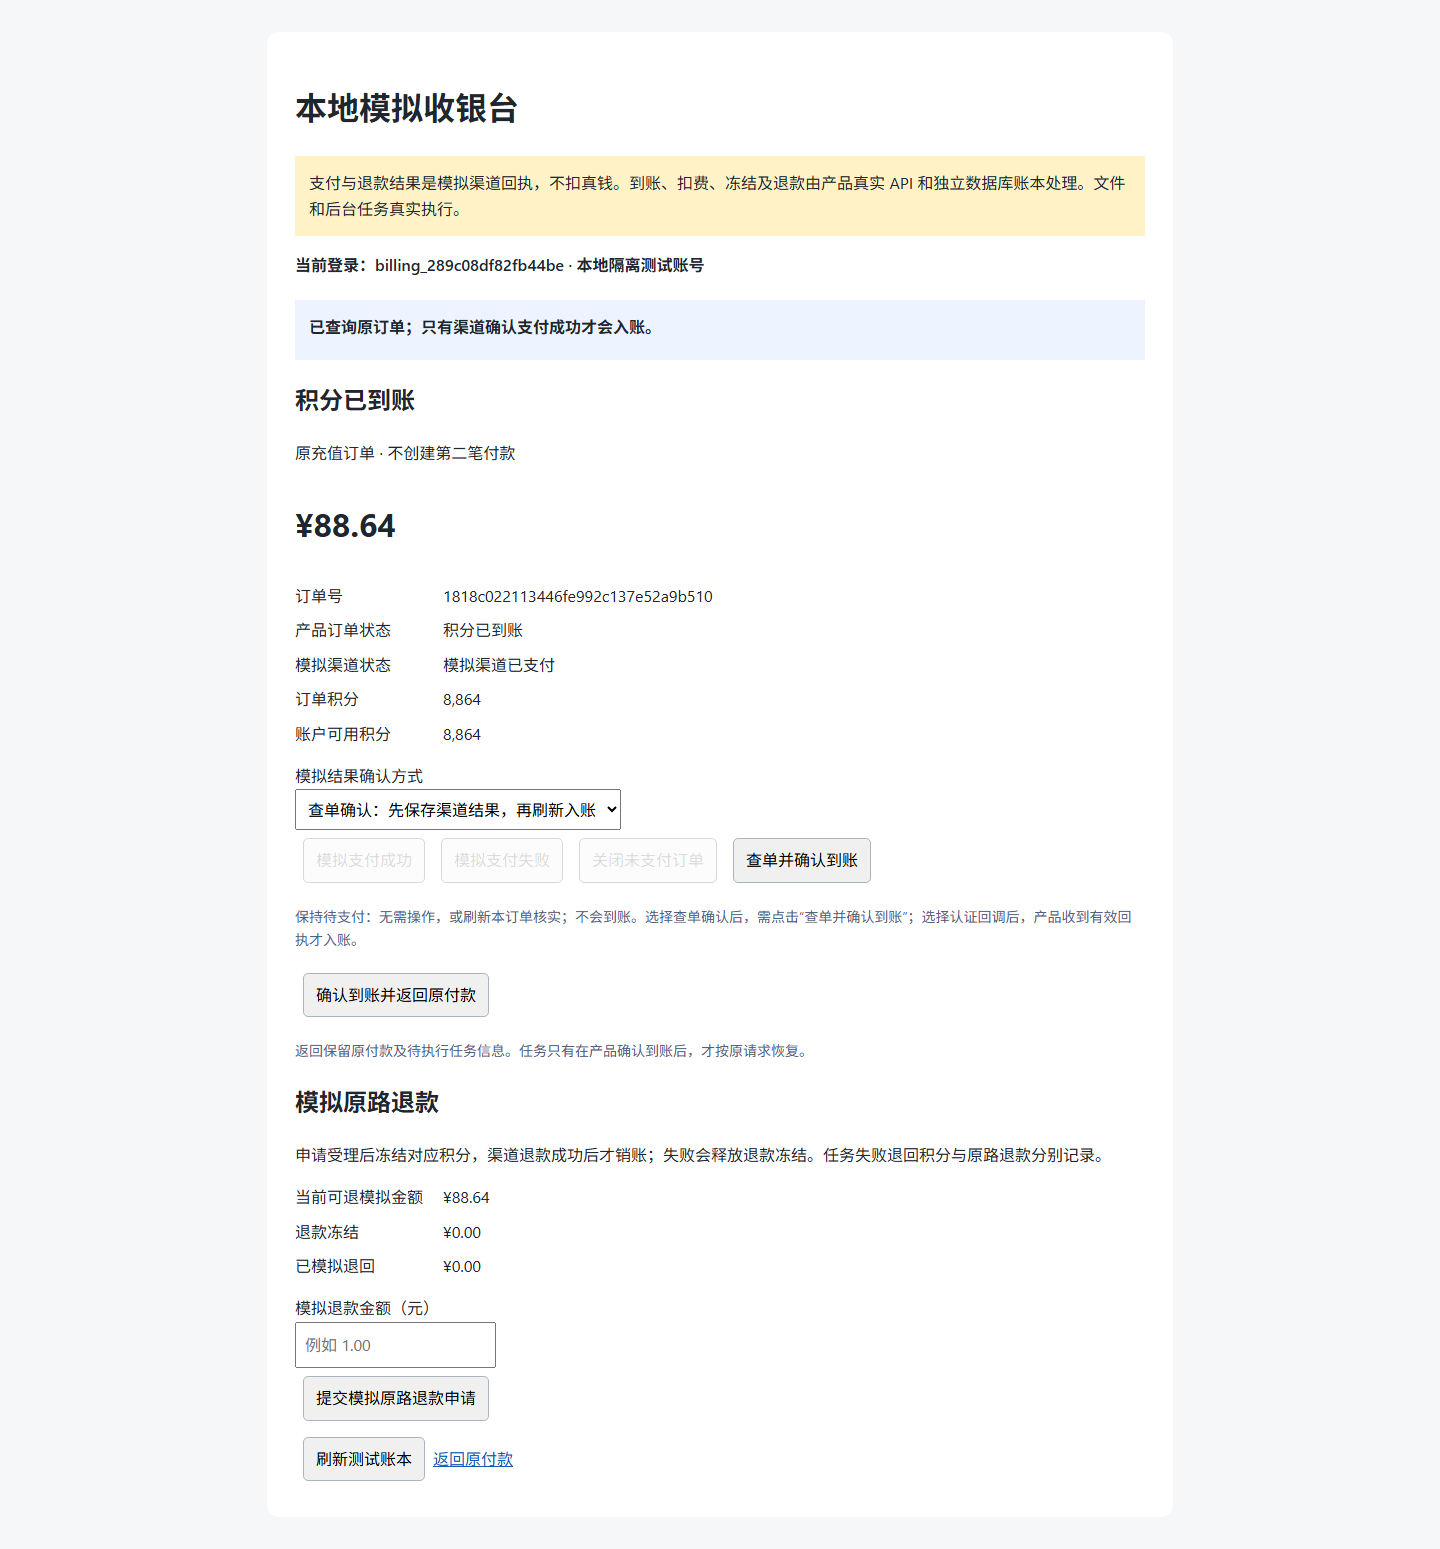 本地模拟收银台
支付与退款结果是模拟渠道回执，不扣真钱。到账、扣费、冻结及退款由产品真实 API 和独立数据库账本处理。文件
和后台任务真实执行。
当前登录：billing_289c08df82fb44be · 本地隔离测试账号
已查询原订单；只有渠道确认支付成功才会入账。
积分已到账
原充值订单 · 不创建第二笔付款
¥88.64
订单号 1818c022113446fe992c137e52a9b510
产品订单状态 积分已到账
模拟渠道状态 模拟渠道已支付
订单积分 8,864
账户可用积分 8,864
模拟结果确认方式
查单确认：先保存渠道结果，再刷新入账
模拟支付成功 模拟支付失败 关闭未支付订单 查单并确认到账
保持待支付：无需操作，或刷新本订单核实；不会到账。选择查单确认后，需点击“查单并确认到账”；选择认证回调后，产品收到有效回
执才入账。
确认到账并返回原付款
返回保留原付款及待执行任务信息。任务只有在产品确认到账后，才按原请求恢复。
模拟原路退款
申请受理后冻结对应积分，渠道退款成功后才销账；失败会释放退款冻结。任务失败退回积分与原路退款分别记录。
当前可退模拟金额 ¥88.64
退款冻结 ¥0.00
已模拟退回 ¥0.00
模拟退款金额（元）
例如 1.00
提交模拟原路退款申请
刷新测试账本 返回原付款